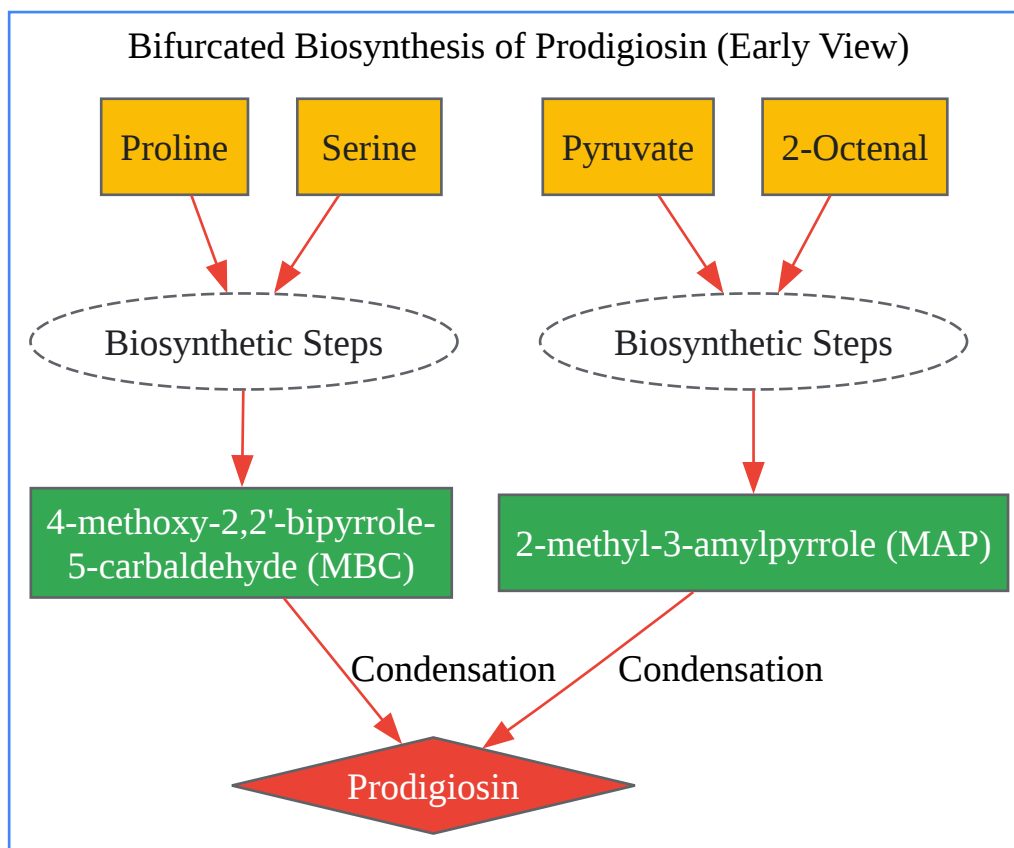 Bifurcated Biosynthesis of Prodigiosin (Early View)
Proline
Serine
Pyruvate
2-Octenal
Biosynthetic Steps
Biosynthetic Steps
4-methoxy-2,2'-bipyrrole-
5-carbaldehyde (MBC)
2-methyl-3-amylpyrrole (MAP)
Condensation
Condensation
Prodigiosin